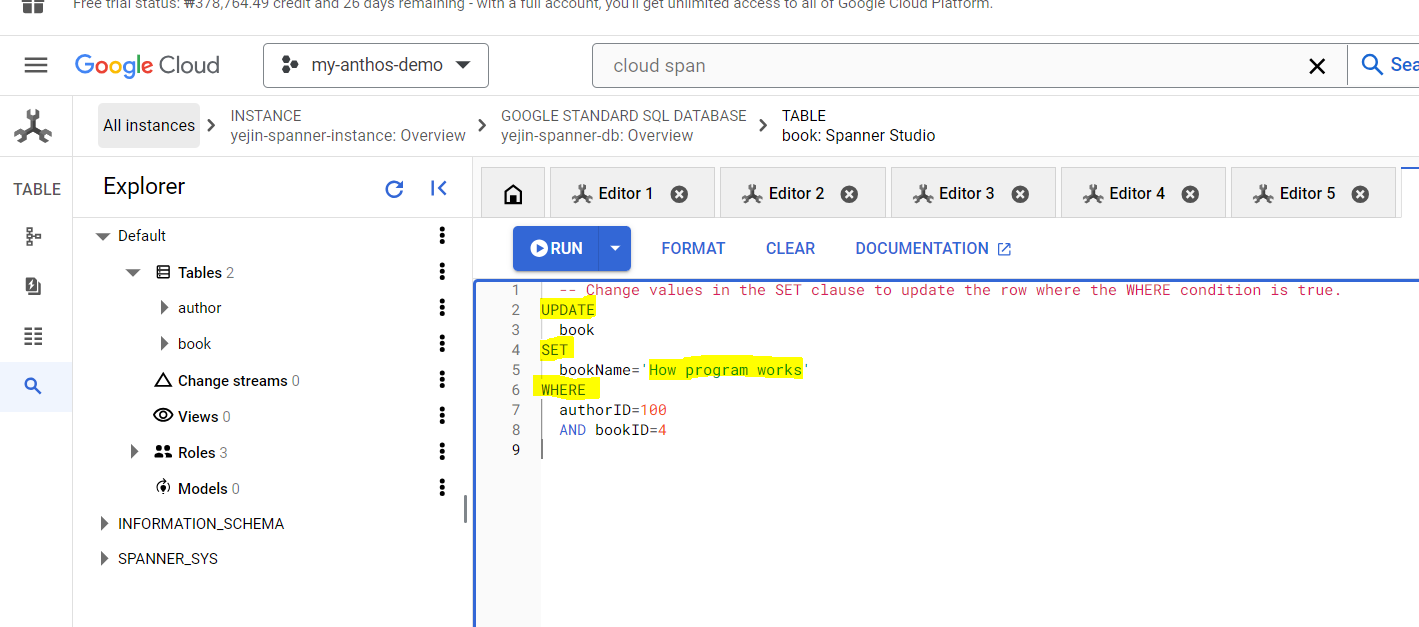 Free trial status: ₩378,764.49 credit and 26 days remaining - with a full account, you'll get unlimited access to all of Google Cloud Platform.
Google Cloud
my-anthos-demo
cloud span
Sea
All instances
INSTANCE
yejin-spanner-instance: Overview
GOOGLE STANDARD SQL DATABASE
yejin-spanner-db: Overview
TABLE
book: Spanner Studio
TABLE
Explorer
Default
Tables 2
author
book
Change streams 0
Views 0
Roles 3
Models 0
INFORMATION_SCHEMA
SPANNER_SYS
Editor 1
Editor 2
Editor 3
Editor 4
Editor 5
RUN
FORMAT
CLEAR
DOCUMENTATION
1 -- Change values in the SET clause to update the row where the WHERE condition is true.
2 UPDATE
3 book
4 SET
5 bookName='How program works'
6 WHERE
7 authorID=100
8 AND bookID=4
9